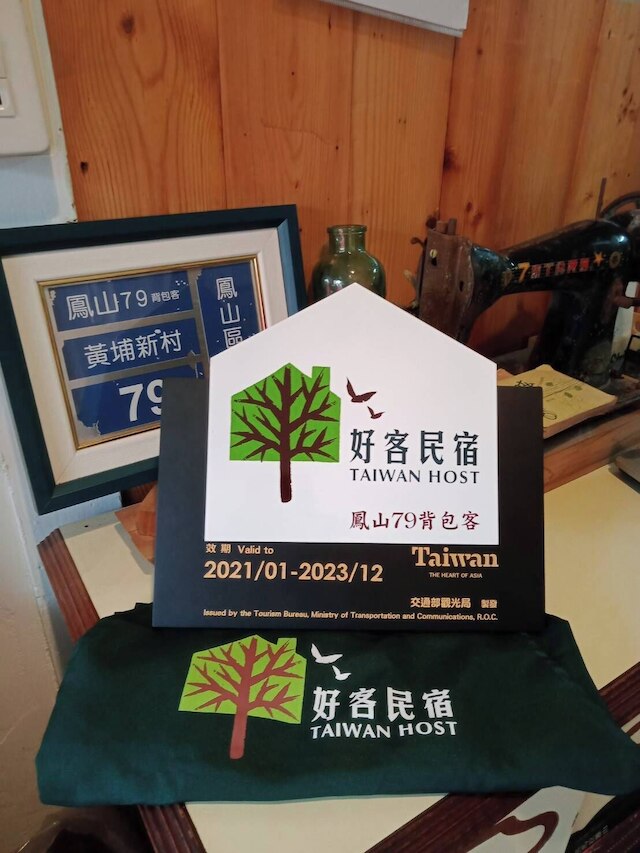 鳳山79背包客
黃埔新村
79
鳳山區
好客民宿
TAIWAN HOST
鳳山79背包客
效期 Valid to
2021/01-2023/12
Taiwan
THE HEART OF ASIA
交通部觀光局 製發
Issued by the Tourism Bureau, Ministry of Transportation and Communications, R.O.C.
好客民宿
TAIWAN HOST